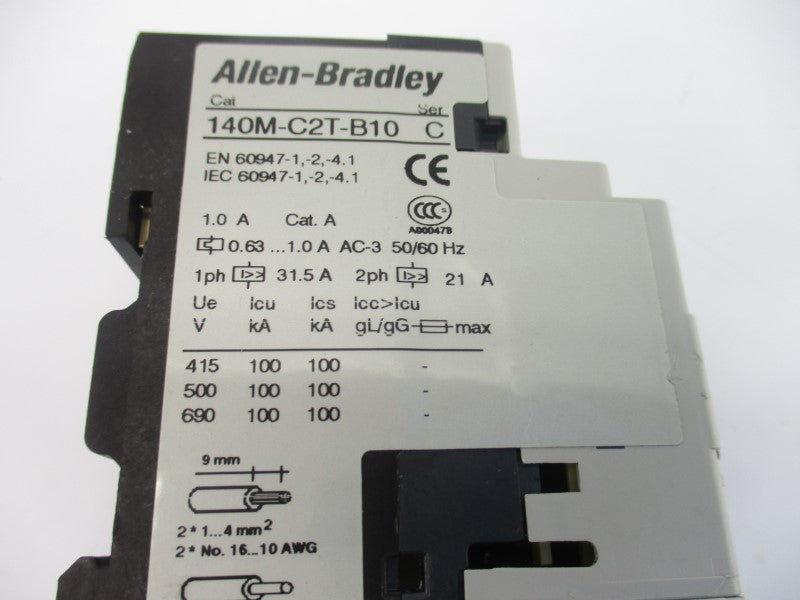 Allen-Bradley
Cat Ser
140M-C2T-B10 C
EN 60947-1,-2,-4.1
IEC 60947-1,-2,-4.1
CE
CCC S
A00047B
1.0 A Cat. A
0.63 ...1.0 A AC-3 50/60 Hz
1ph I>> 31.5 A 2ph I>> 21 A
Ue Icu Ics Icc>Icu
V kA kA gL/gG max
415 100 100 -
500 100 100 -
690 100 100 -
9 mm
2 * 1...4 mm²
2 * No. 16...10 AWG